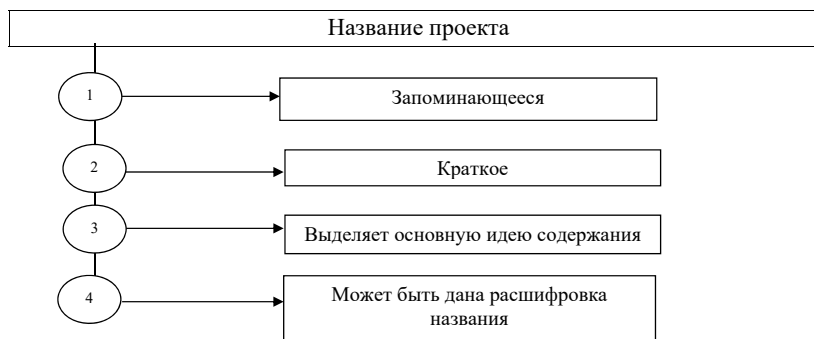 Название проекта
1
Запоминающееся
2
Краткое
3
Выделяет основную идею содержания
4
Может быть дана расшифровка
названия